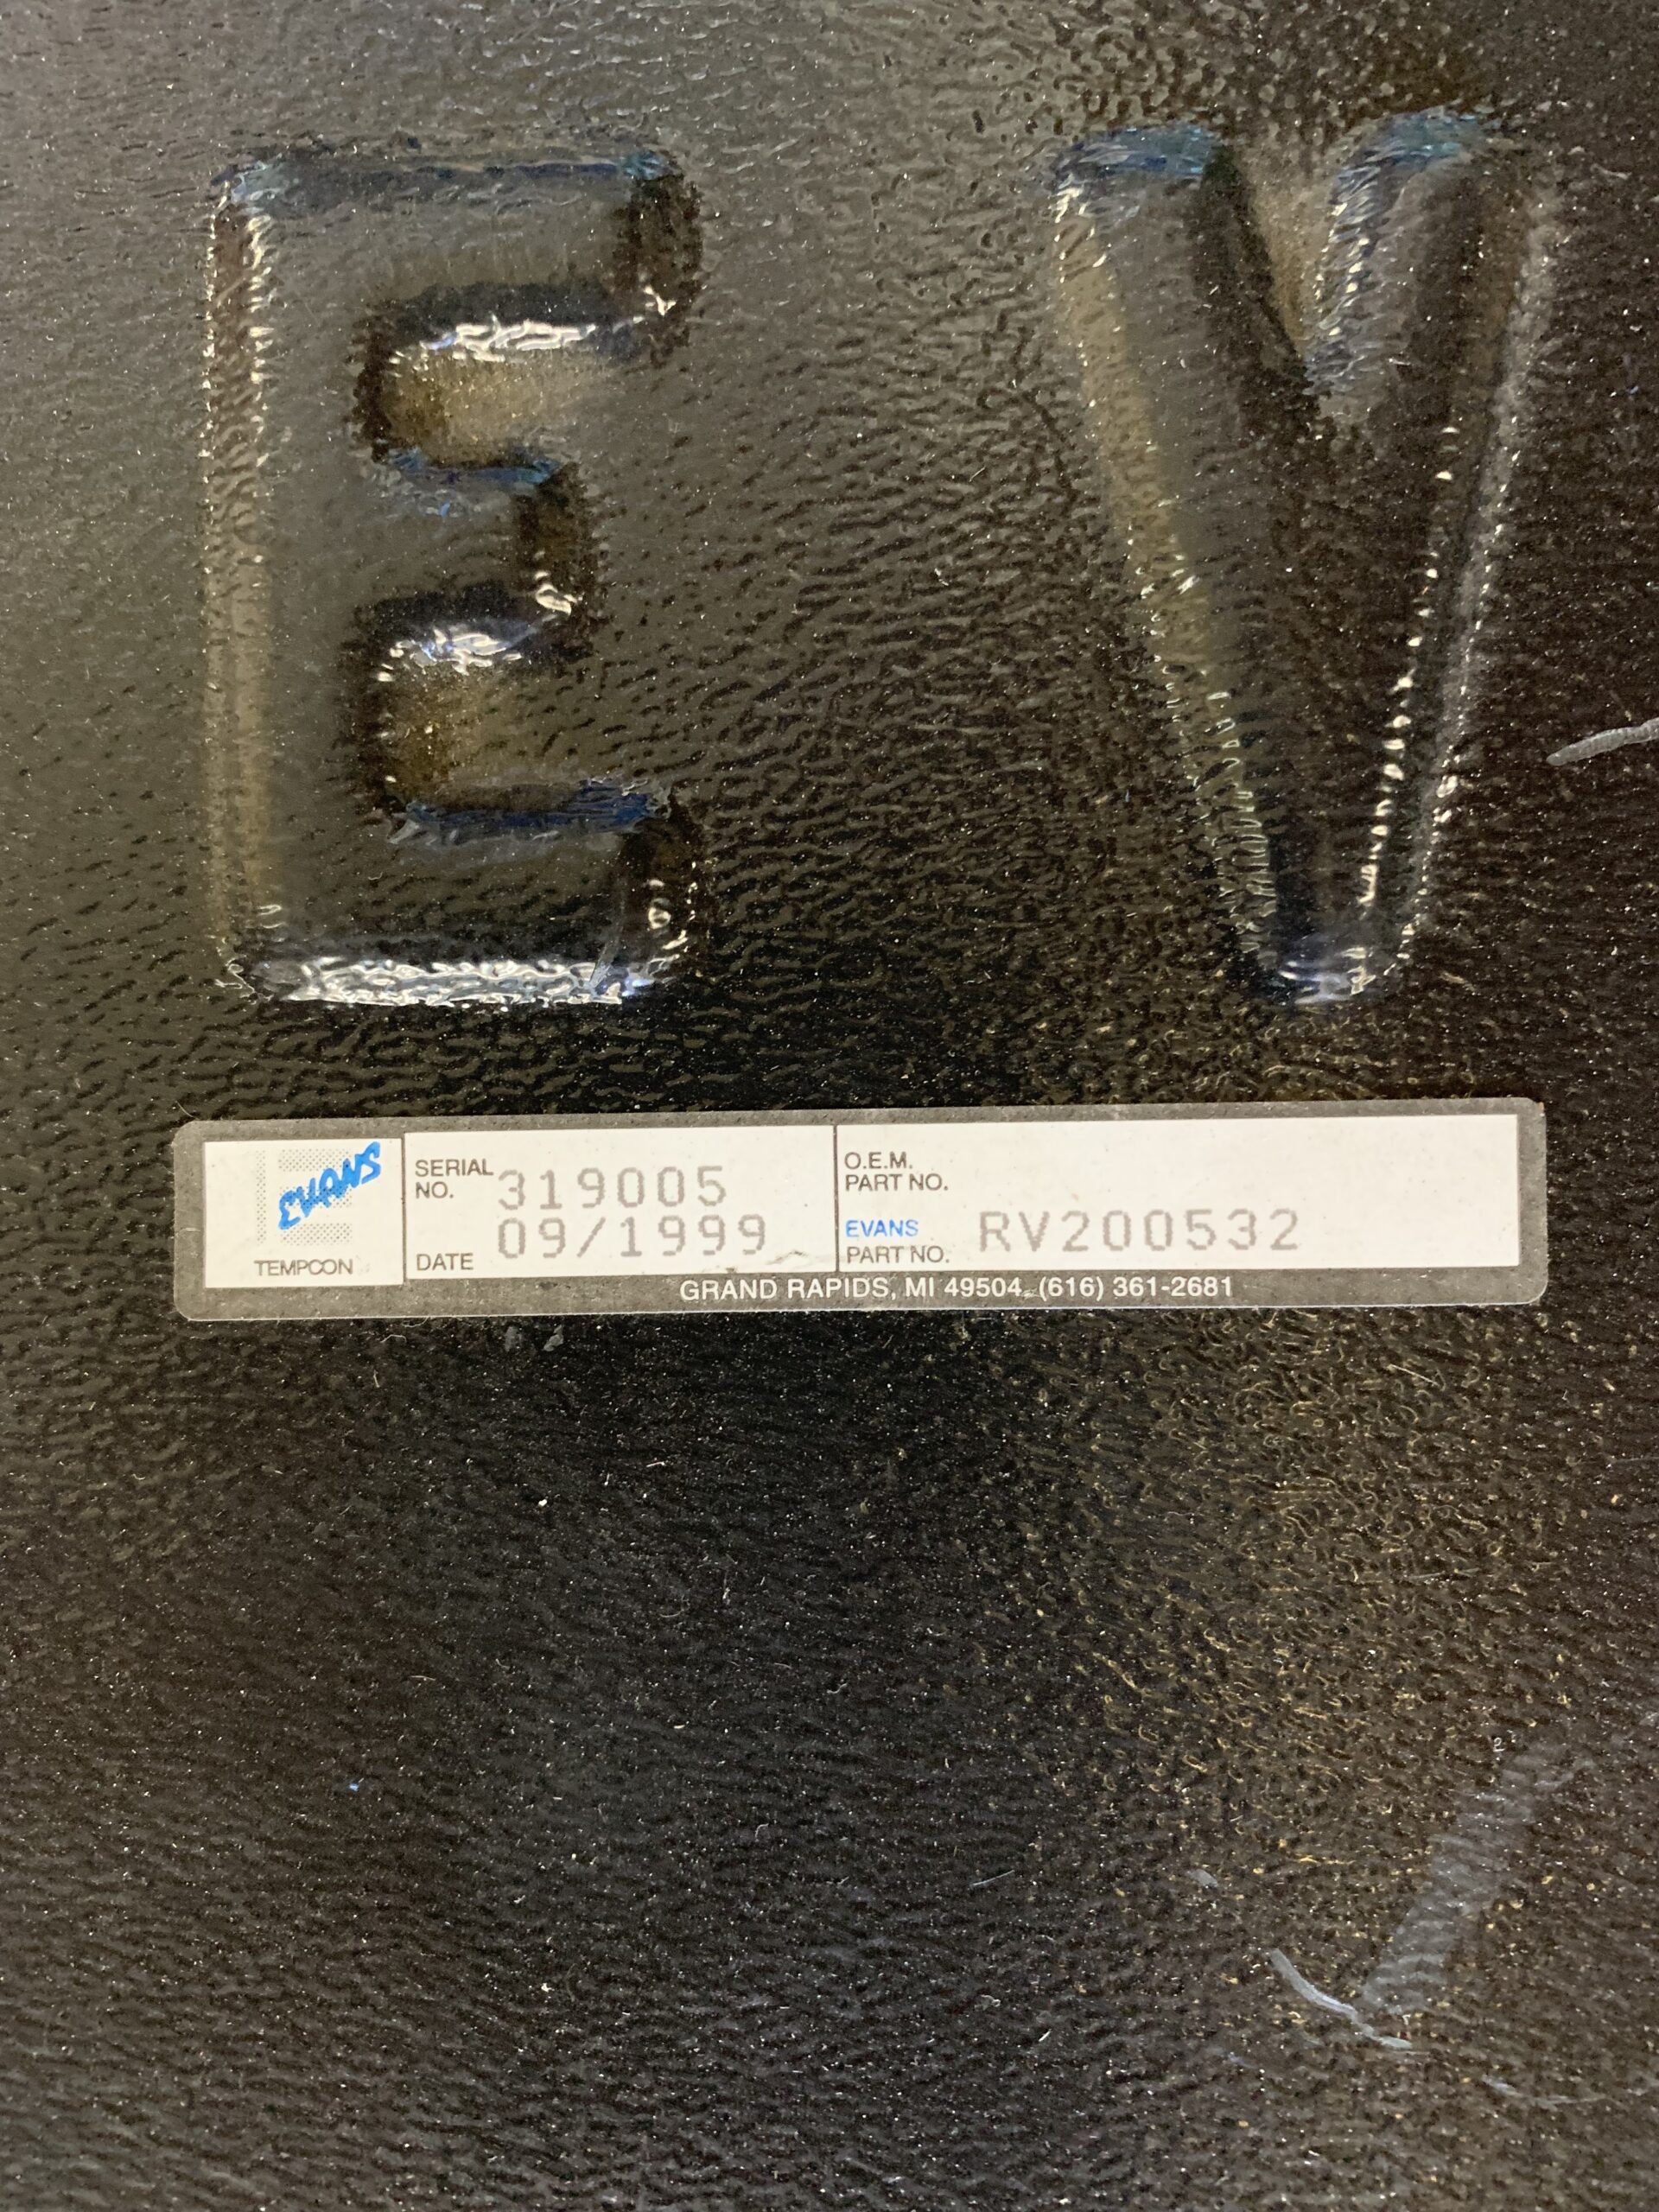 E V
EVANS
TEMPCON
SERIAL
NO. 319005
DATE 09/1999
O.E.M.
PART NO.
EVANS
PART NO. RV200532
GRAND RAPIDS, MI 49504 (616) 361-2681